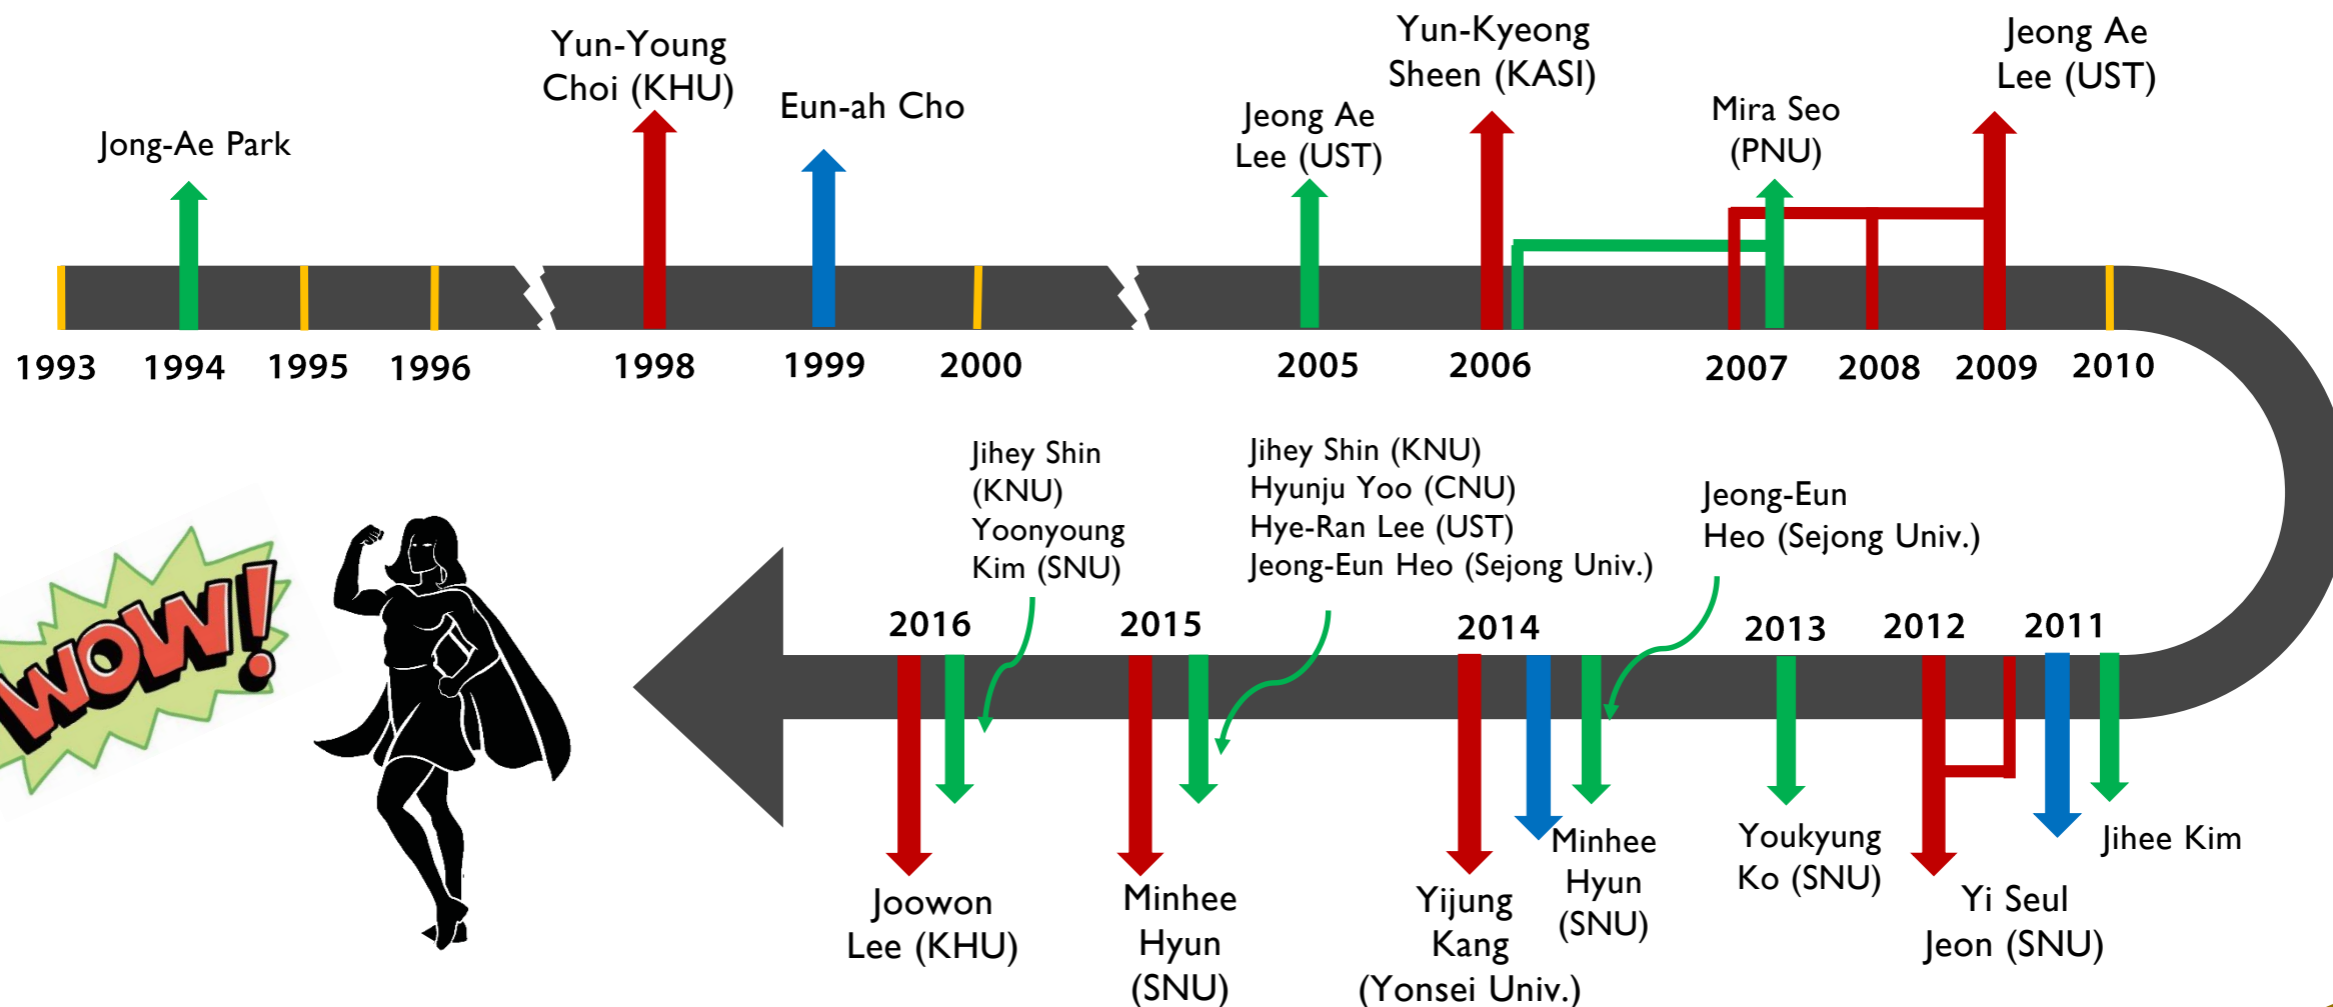 Jong-Ae Park
Yun-Young
Choi (KHU)
Eun-ah Cho
Jeong Ae
Lee (UST)
Yun-Kyeong
Sheen (KASI)
Mira Seo
(PNU)
Jeong Ae
Lee (UST)
1993 1994 1995 1996 1998 1999 2000 2005 2006 2007 2008 2009 2010
Jihey Shin
(KNU)
Yoonyoung
Kim (SNU)
Jihey Shin (KNU)
Hyunju Yoo (CNU)
Hye-Ran Lee (UST)
Jeong-Eun Heo (Sejong Univ.)
Jeong-Eun
Heo (Sejong Univ.)
2016 2015 2014 2013 2012 2011
WOW!
Joowon
Lee (KHU)
Minhee
Hyun
(SNU)
Yijung
Kang
(Yonsei Univ.)
Minhee
Hyun
(SNU)
Youkyung
Ko (SNU)
Yi Seul
Jeon (SNU)
Jihee Kim